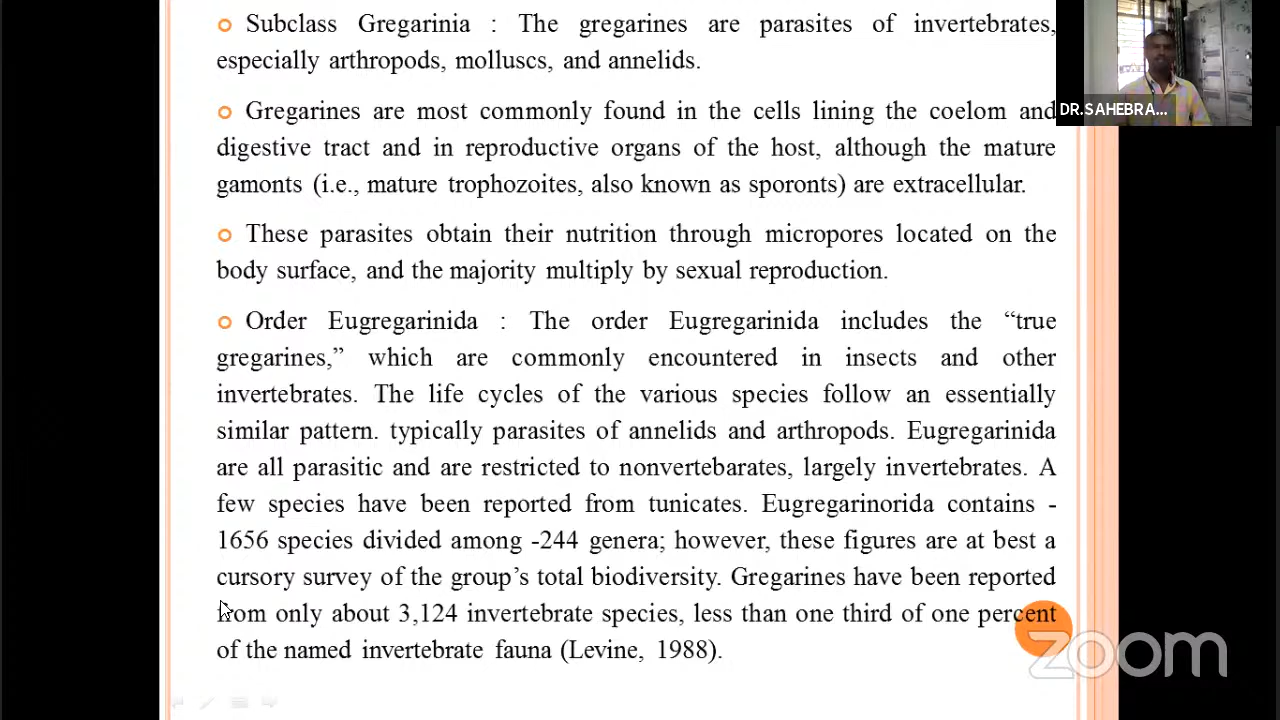 Subclass Gregarinia : The gregarines are parasites of invertebrates,
especially arthropods, molluscs, and annelids.
Gregarines are most commonly found in the cells lining the coelom and
digestive tract and in reproductive organs of the host, although the mature
gamonts (i.e., mature trophozoites, also known as sporonts) are extracellular.
These parasites obtain their nutrition through micropores located on the
body surface, and the majority multiply by sexual reproduction.
Order Eugregarinida : The order Eugregarinida includes the “true
gregarines,” which are commonly encountered in insects and other
invertebrates. The life cycles of the various species follow an essentially
similar pattern. typically parasites of annelids and arthropods. Eugregarinida
are all parasitic and are restricted to nonvertebarates, largely invertebrates. A
few species have been reported from tunicates. Eugregarinorida contains -
1656 species divided among -244 genera; however, these figures are at best a
cursory survey of the group’s total biodiversity. Gregarines have been reported
from only about 3,124 invertebrate species, less than one third of one percent
of the named invertebrate fauna (Levine, 1988).
DR.SAHEBRA...
zoom